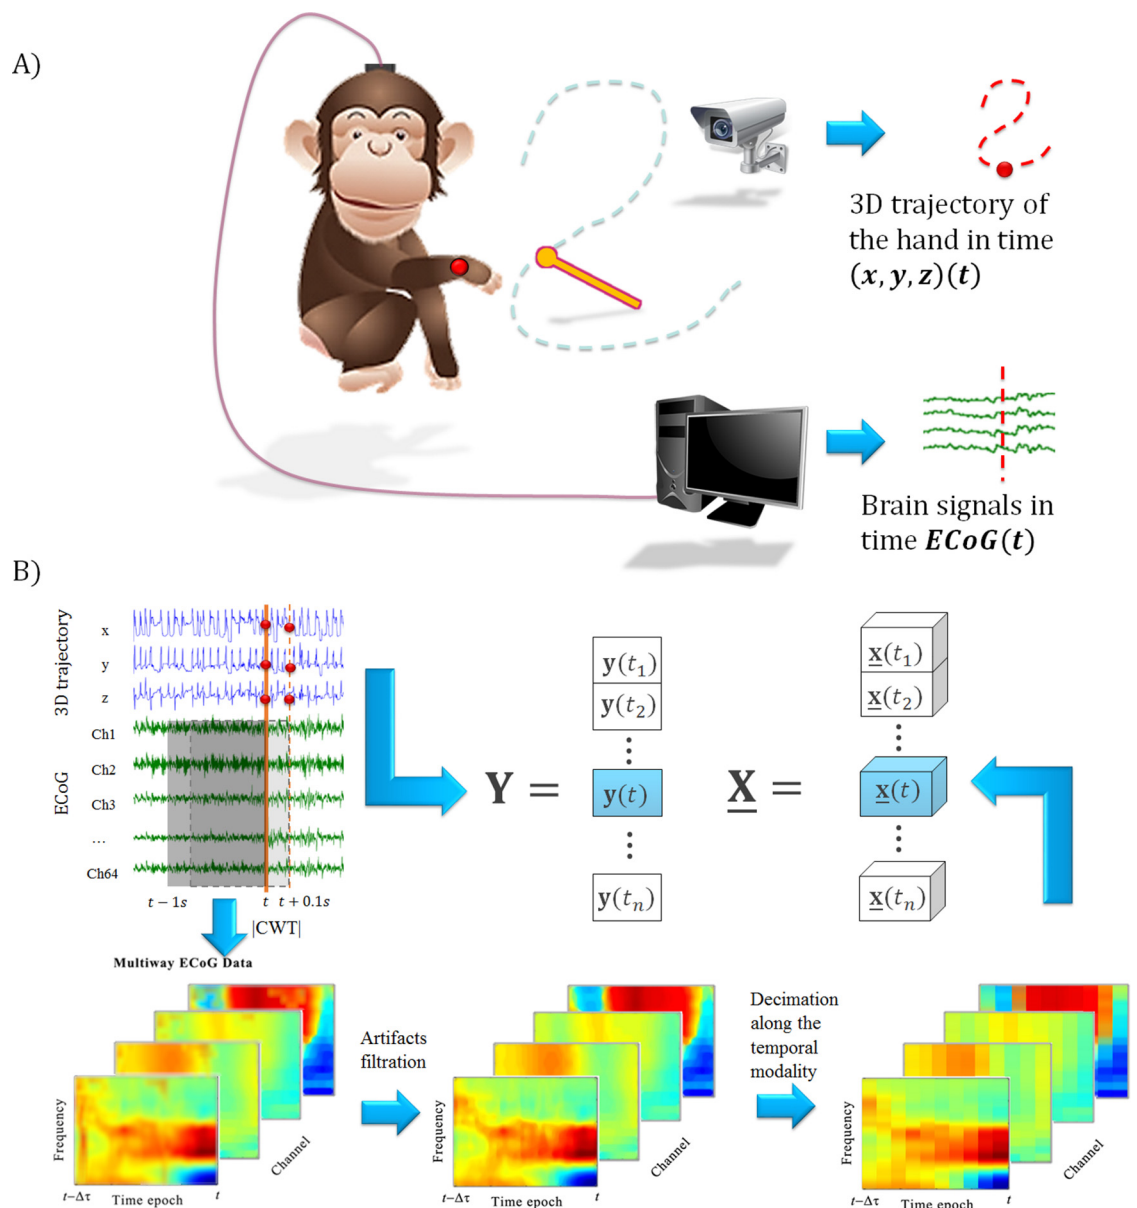 A)
3D trajectory of
the hand in time
(x, y, z)(t)
Brain signals in
time ECoG(t)
B)
3D trajectory
x
y
z
ECoG
Ch1
Ch2
Ch3
...
Ch64
t − 1s
t
t + 0.1s
|CWT|
Y =
y(t₁)
y(t₂)
y(t)
y(tₙ)
X =
x(t₁)
x(t₂)
x(t)
x(tₙ)
Multiway ECoG Data
Frequency
t−Δτ
Time epoch
t
Channel
Artifacts
filtration
Frequency
t−Δτ
Time epoch
t
Channel
Decimation
along the
temporal
modality
Frequency
t−Δτ
Time epoch
t
Channel